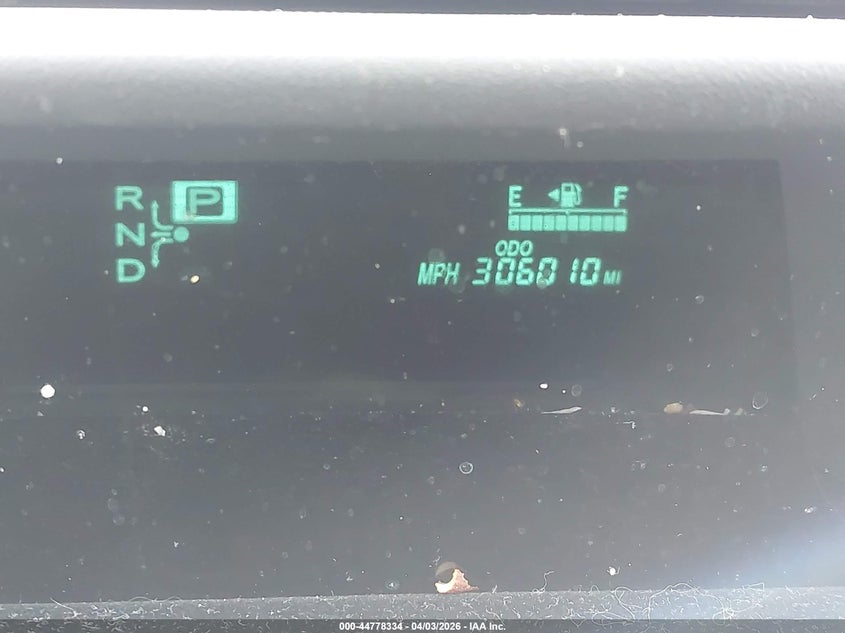 R P
N
D
E F
ODO
MPH 306010 MI
000-44778334 - 04/03/2026 - IAA Inc.